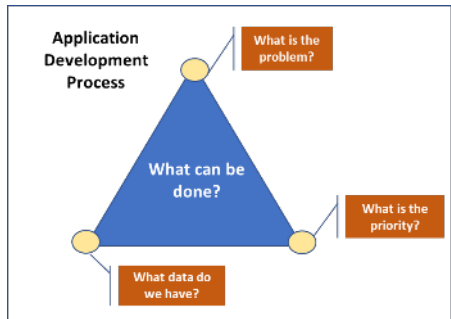 Application
Development
Process
What is the
problem?
What can be
done?
What is the
priority?
What data do
we have?